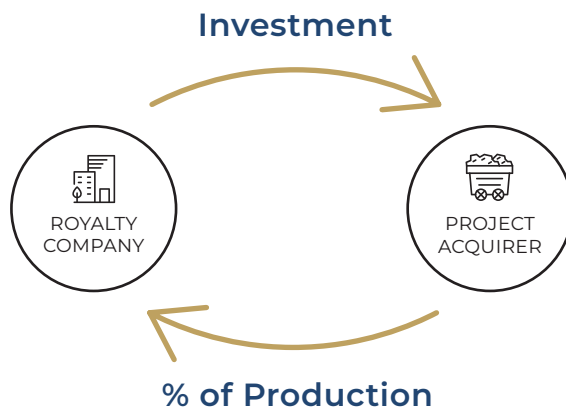 Investment
ROYALTY
COMPANY
PROJECT
ACQUIRER
% of Production